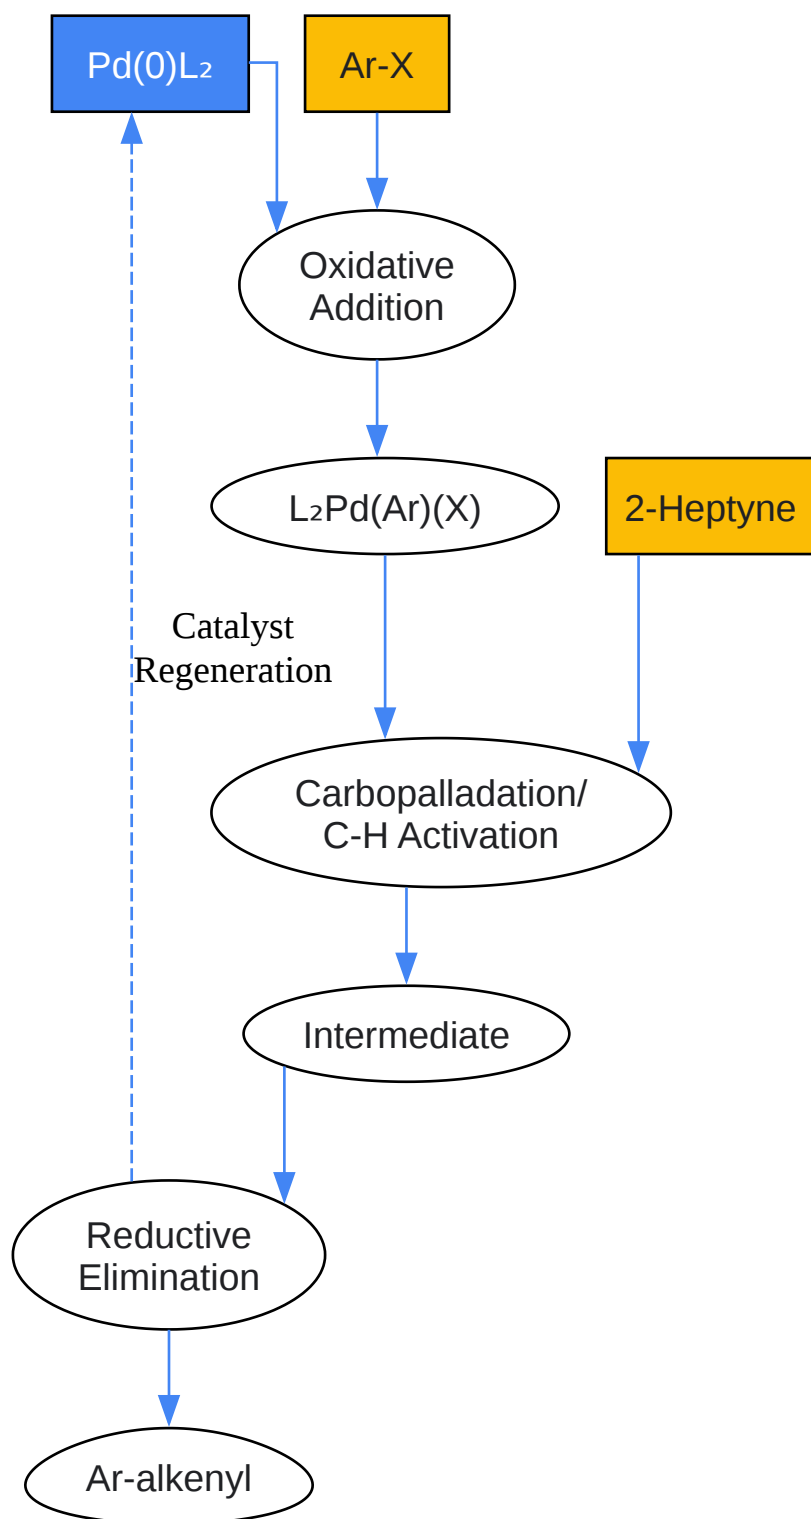 Pd(0)L₂
Ar-X
Oxidative
Addition
L₂Pd(Ar)(X)
2-Heptyne
Catalyst
Regeneration
Carbopalladation/
C-H Activation
Intermediate
Reductive
Elimination
Ar-alkenyl